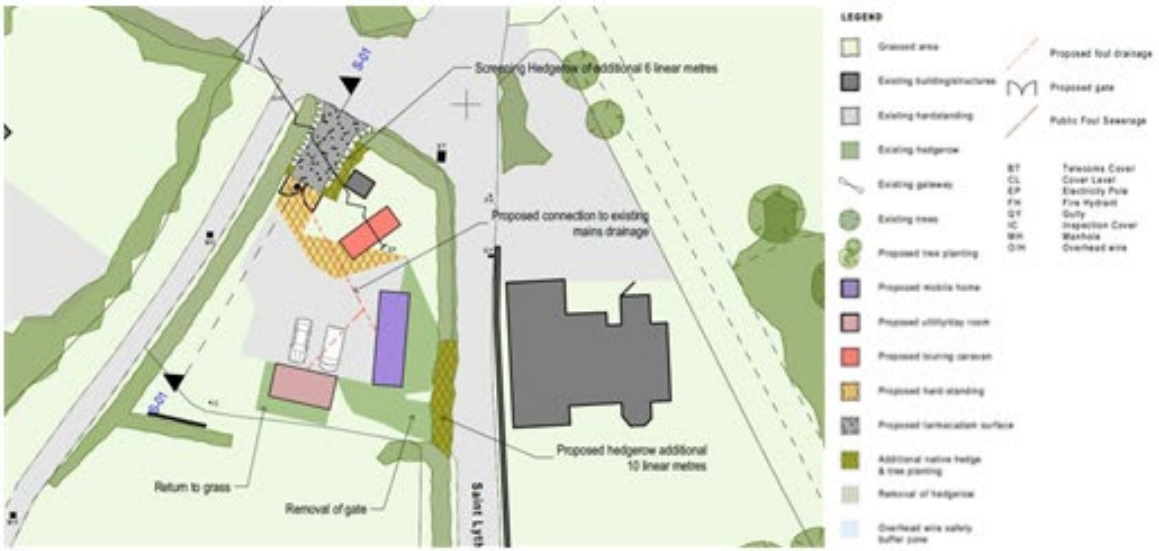 S-01
Screening Hedgerow of additional 6 linear metres
Proposed connection to existing
mains drainage
S-01
Proposed hedgerow additional
10 linear metres
Return to grass
Removal of gate
Saint Lyth
LEGEND
Grassed area
Existing building/structures
Existing hardstanding
Existing hedgerow
Existing gateway
Existing trees
Proposed tree planting
Proposed mobile home
Proposed utility/day room
Proposed touring caravan
Proposed hard standing
Proposed tarmacadam surface
Additional native hedge
& tree planting
Removal of hedgerow
Overhead wire safety
buffer zone
Proposed foul drainage
Proposed gate
Public Foul Sewerage
BT Telecoms Cover
CL Cover Level
EP Electricity Pole
FH Fire Hydrant
GY Gully
IC Inspection Cover
MH Manhole
O/H Overhead wire